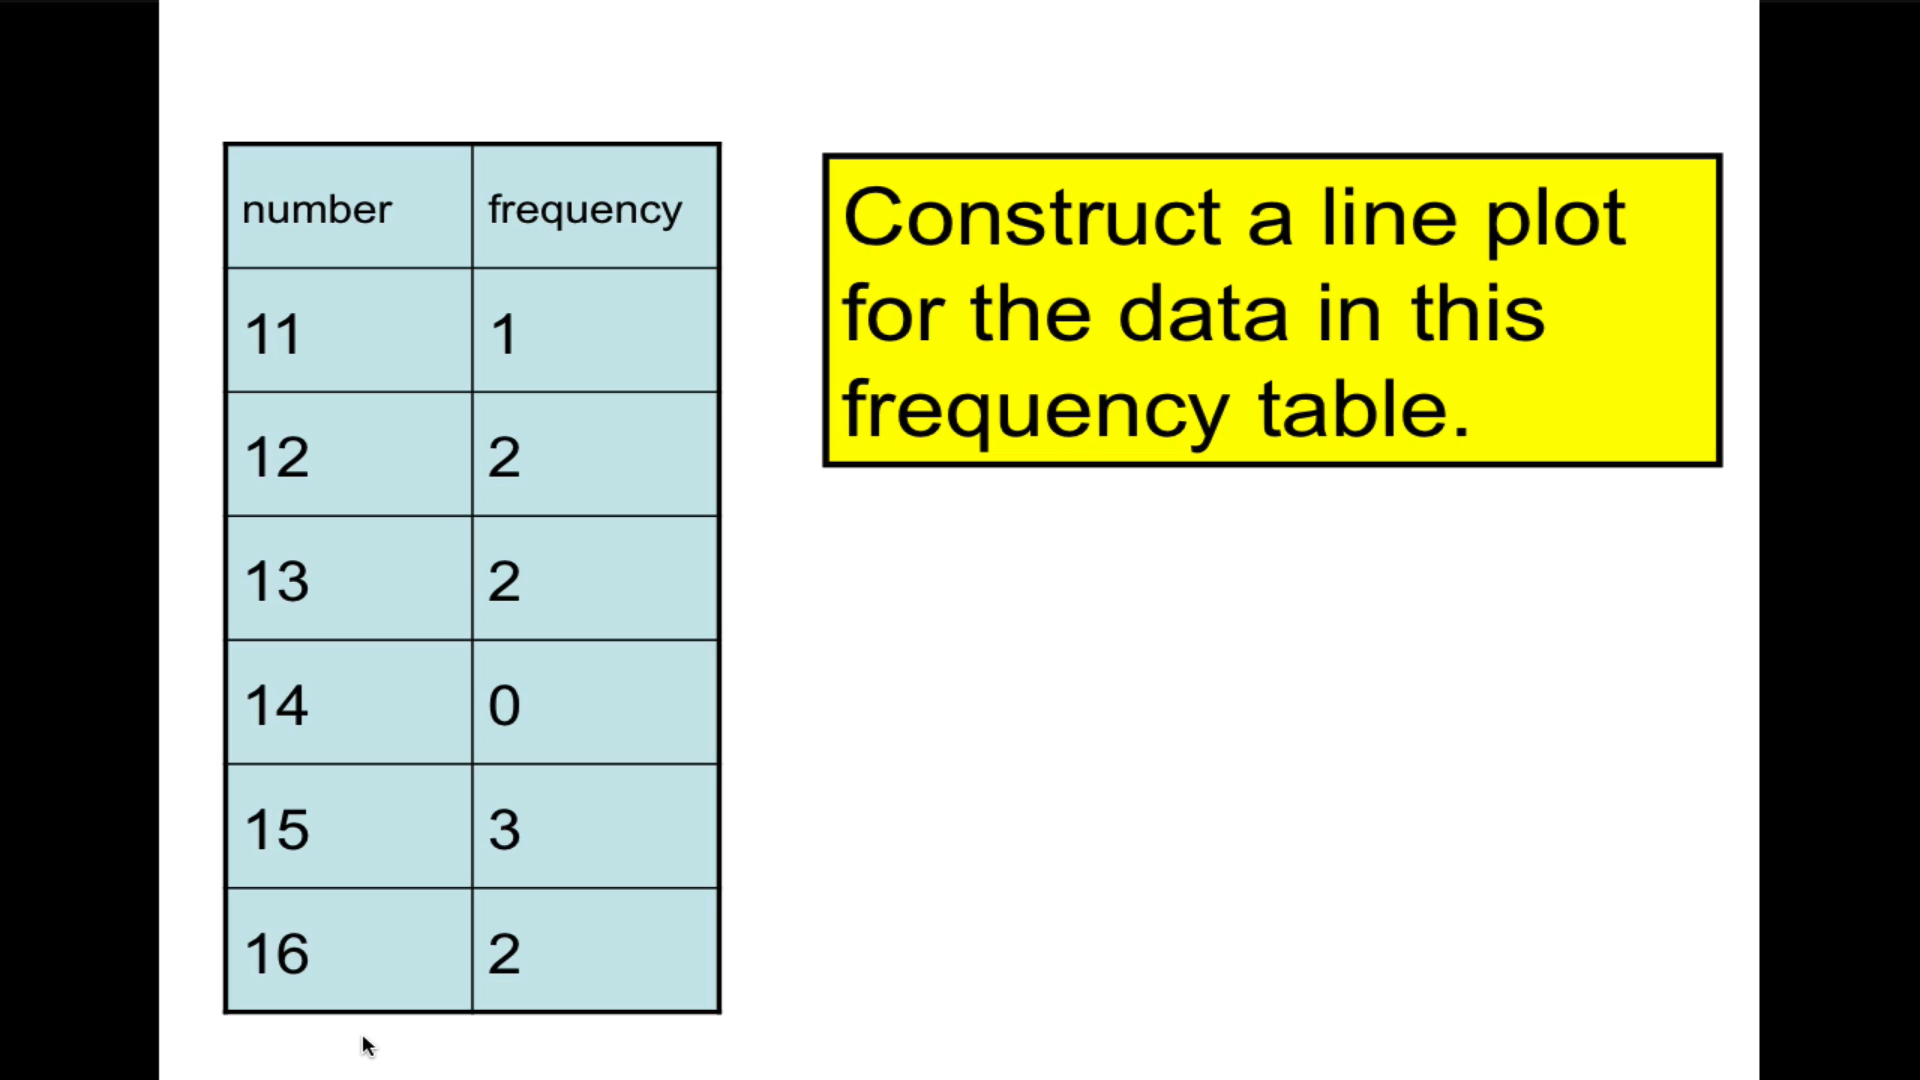 number frequency
11 1
12 2
13 2
14 0
15 3
16 2
Construct a line plot
for the data in this
frequency table.